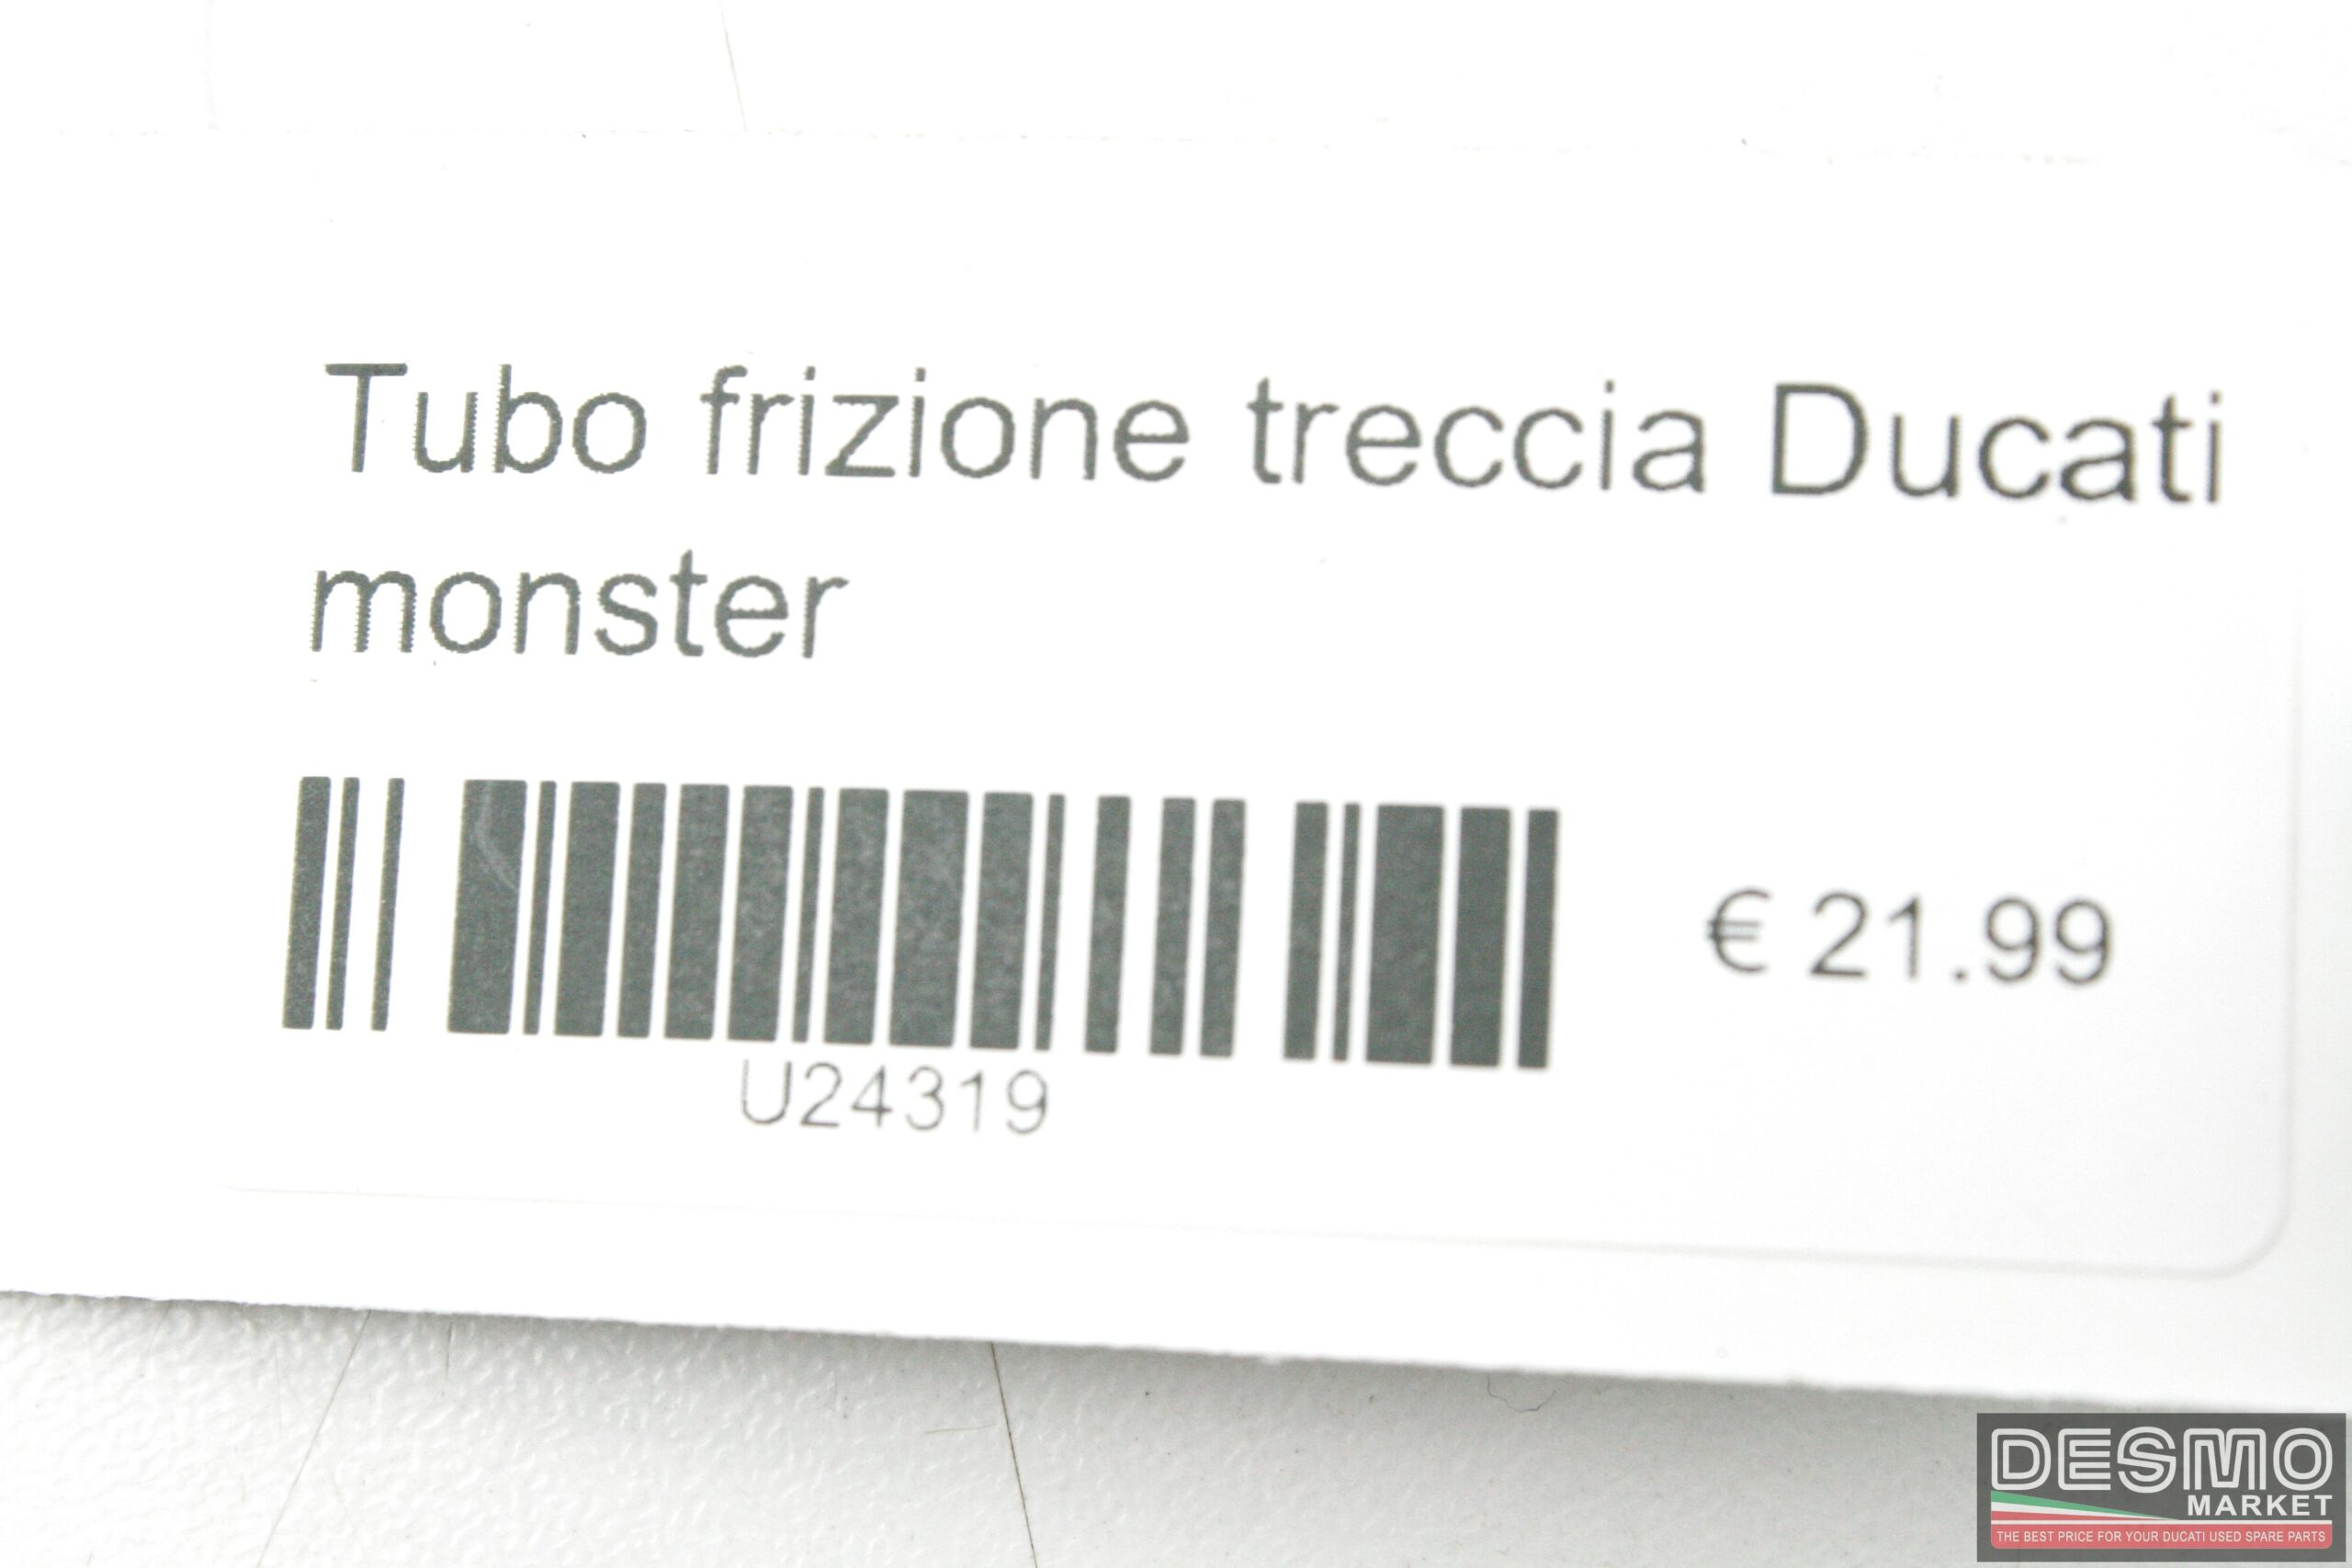 Tubo frizione treccia Ducati
monster
€ 21.99
U24319
DESMO
MARKET
THE BEST PRICE FOR YOUR DUCATI USED SPARE PARTS